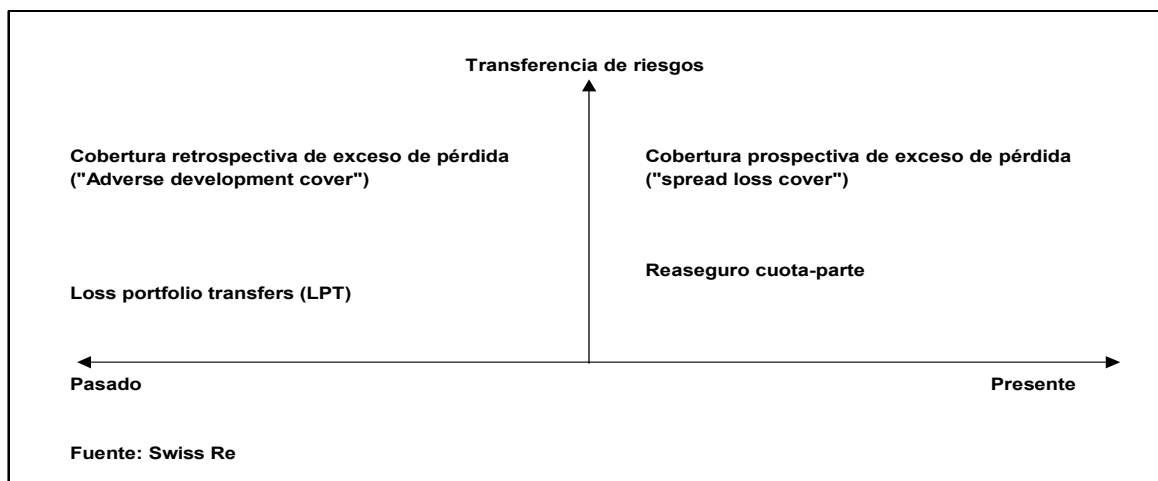 Transferencia de riesgos
Cobertura retrospectiva de exceso de pérdida
("Adverse development cover")
Cobertura prospectiva de exceso de pérdida
("spread loss cover")
Reaseguro cuota-parte
Loss portfolio transfers (LPT)
Pasado
Presente
Fuente: Swiss Re